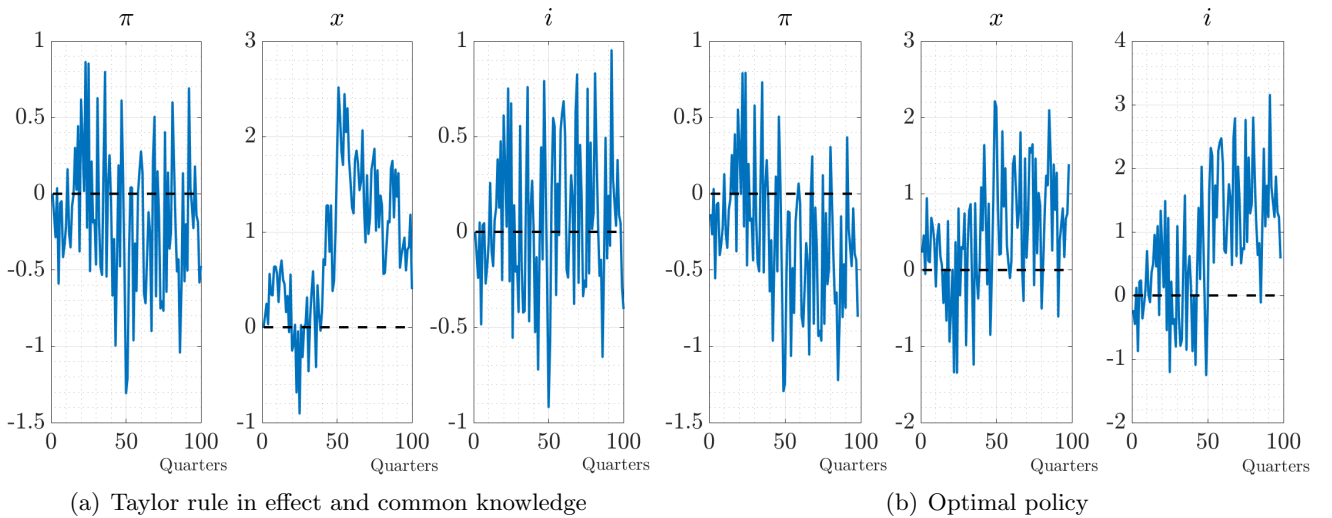 π x i π x i
1 3 1 1 3 4
0.5 2 0.5 0.5 2 3
0 1 0 0 1 2
-0.5 0 -0.5 -0.5 0 1
-1 -1 -1 -1 -1 0
-1.5 -1.5 -2 -1
-2
0 50 100 0 50 100 0 50 100 0 50 100 0 50 100 0 50 100
Quarters Quarters Quarters Quarters Quarters Quarters
(a) Taylor rule in effect and common knowledge (b) Optimal policy